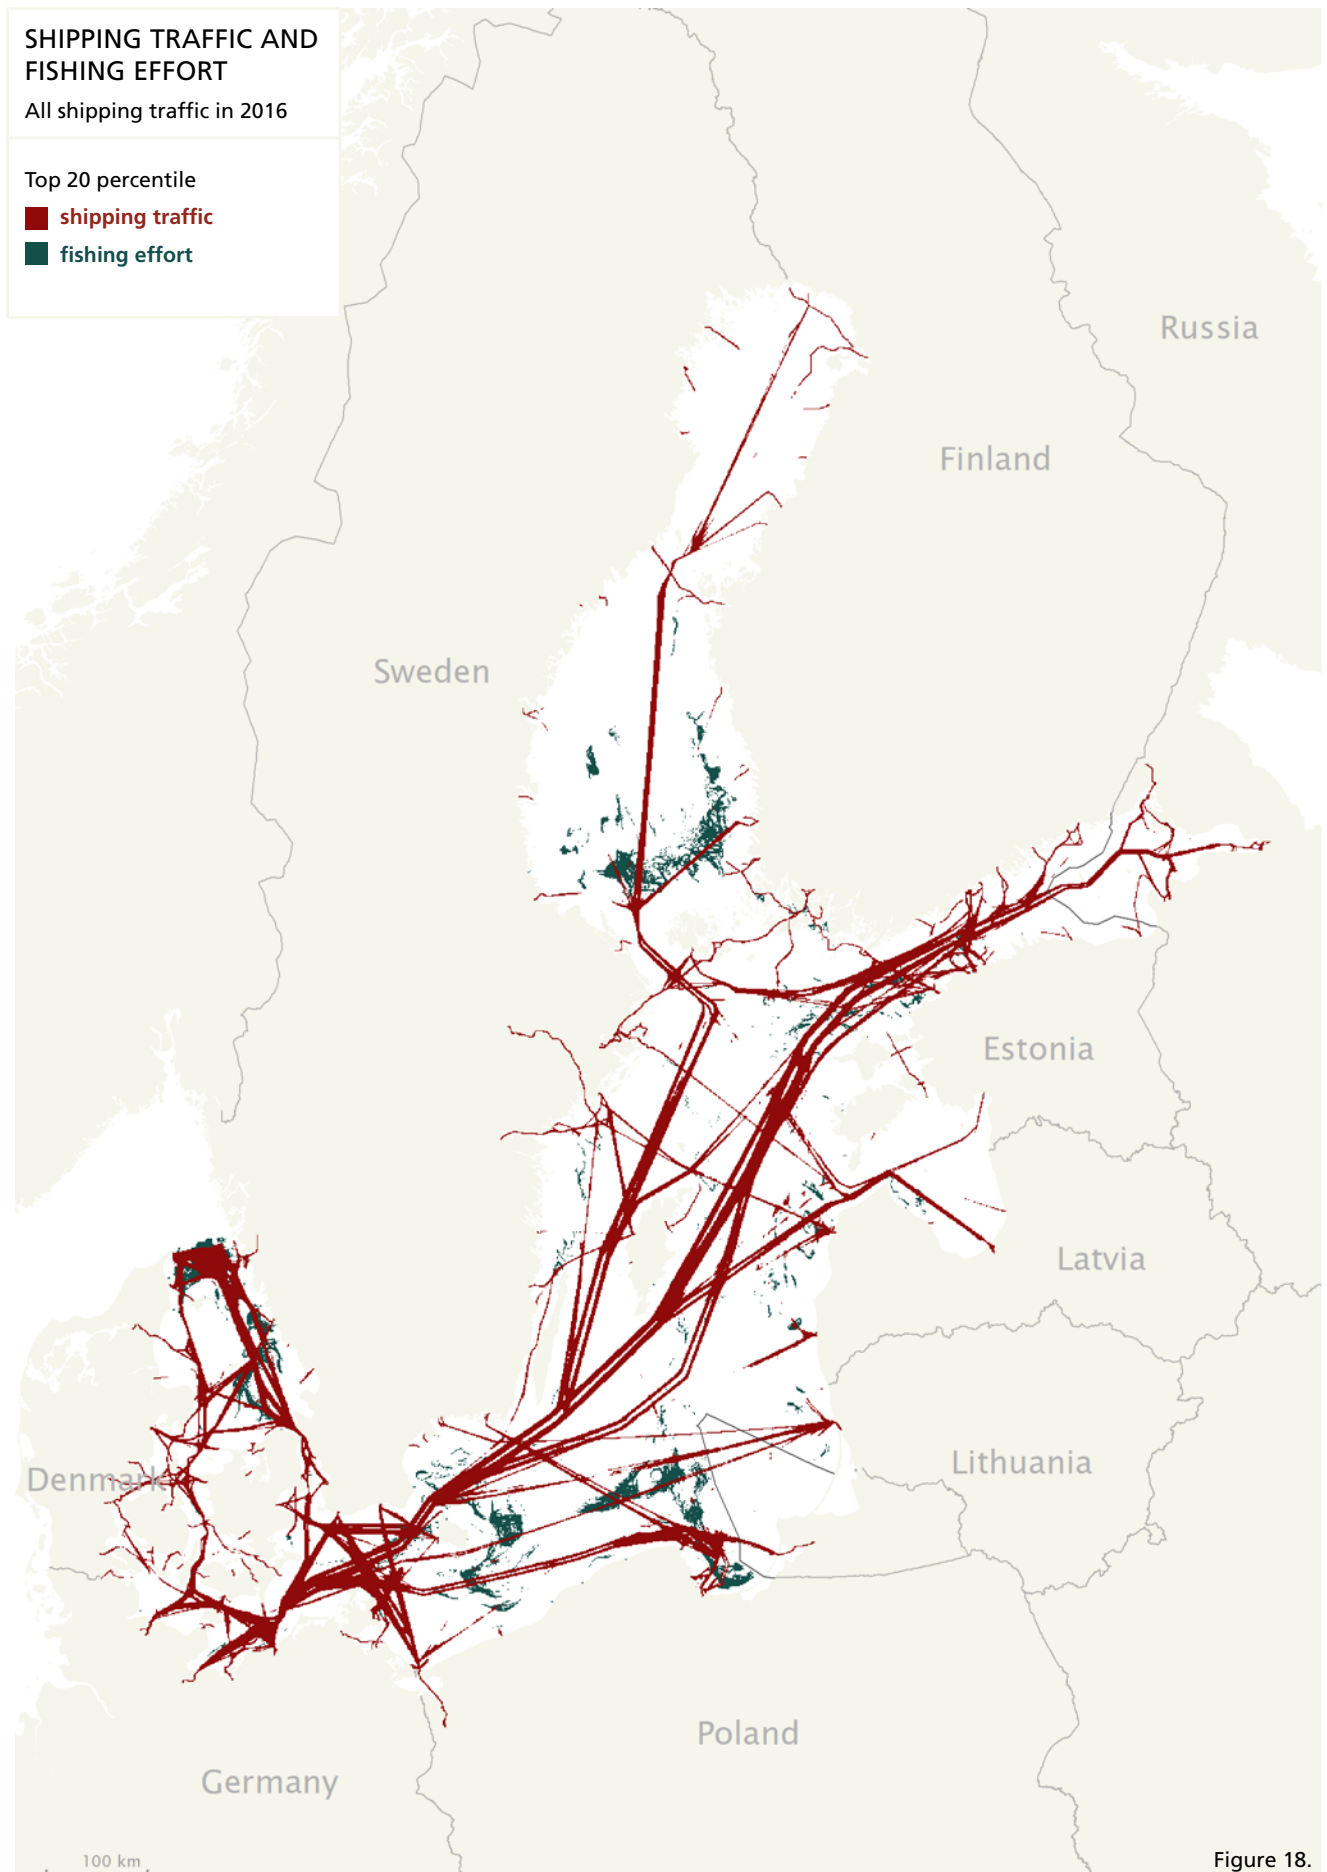 SHIPPING TRAFFIC AND
FISHING EFFORT
All shipping traffic in 2016
Top 20 percentile
shipping traffic
fishing effort
Russia
Finland
Sweden
Estonia
Latvia
Denmark
Lithuania
Poland
Germany
100 km
Figure 18.